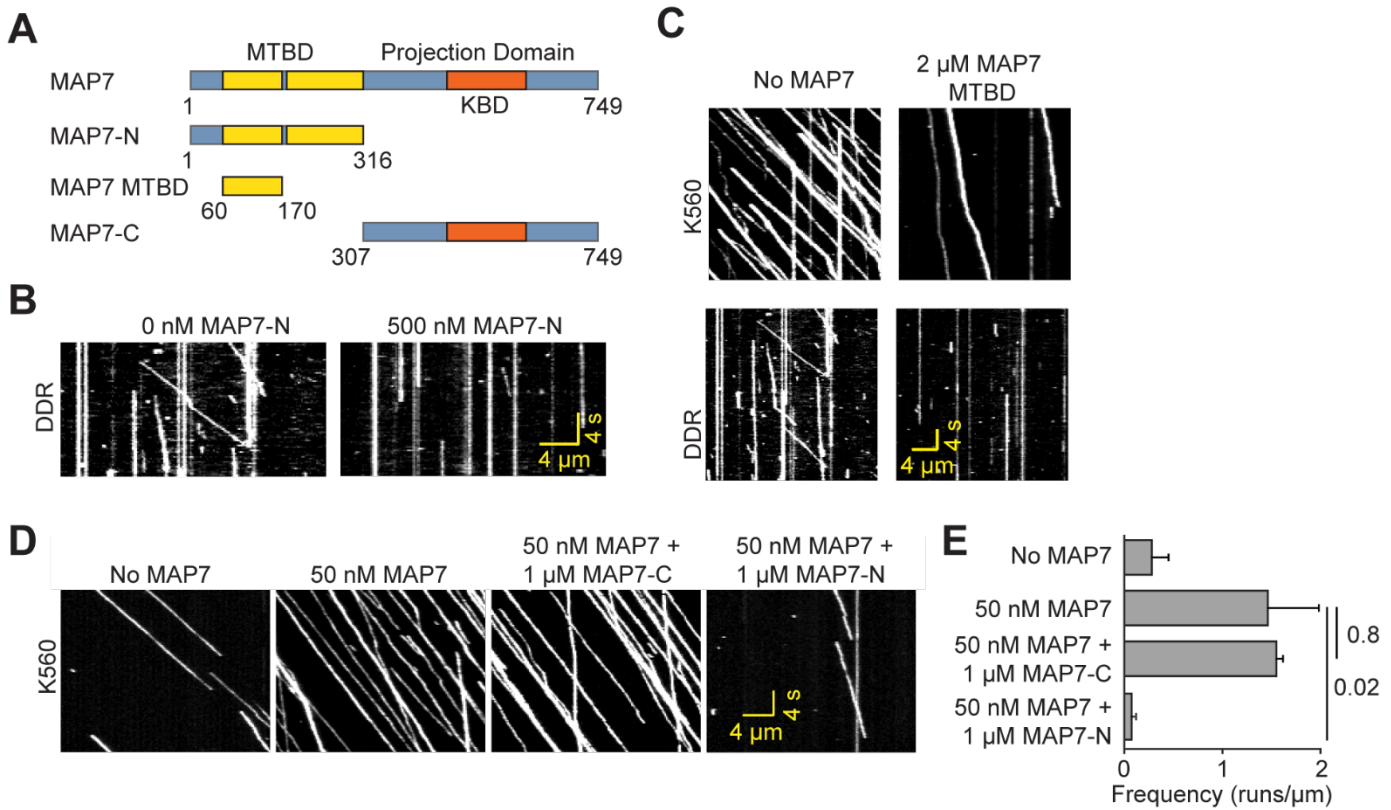 A
MTBD
Projection Domain
MAP7
KBD
1
749
MAP7-N
1
316
MAP7 MTBD
60
170
MAP7-C
307
749
B
0 nM MAP7-N
500 nM MAP7-N
DDR
4 s
4 µm
C
No MAP7
2 µM MAP7
MTBD
K560
DDR
4 s
4 µm
D
No MAP7
50 nM MAP7
50 nM MAP7 +
1 µM MAP7-C
50 nM MAP7 +
1 µM MAP7-N
K560
4 s
4 µm
E
No MAP7
50 nM MAP7
50 nM MAP7 +
1 µM MAP7-C
50 nM MAP7 +
1 µM MAP7-N
0.8
0.02
0
1
2
Frequency (runs/µm)